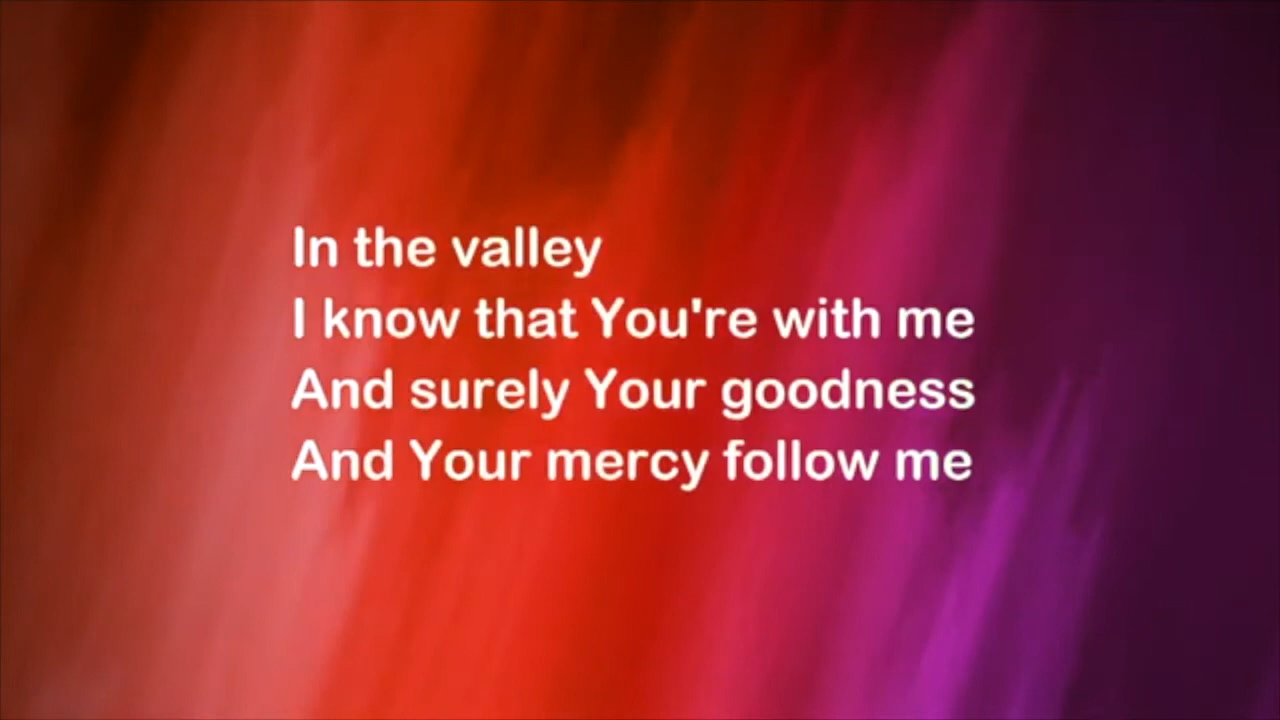 In the valley
I know that You're with me
And surely Your goodness
And Your mercy follow me